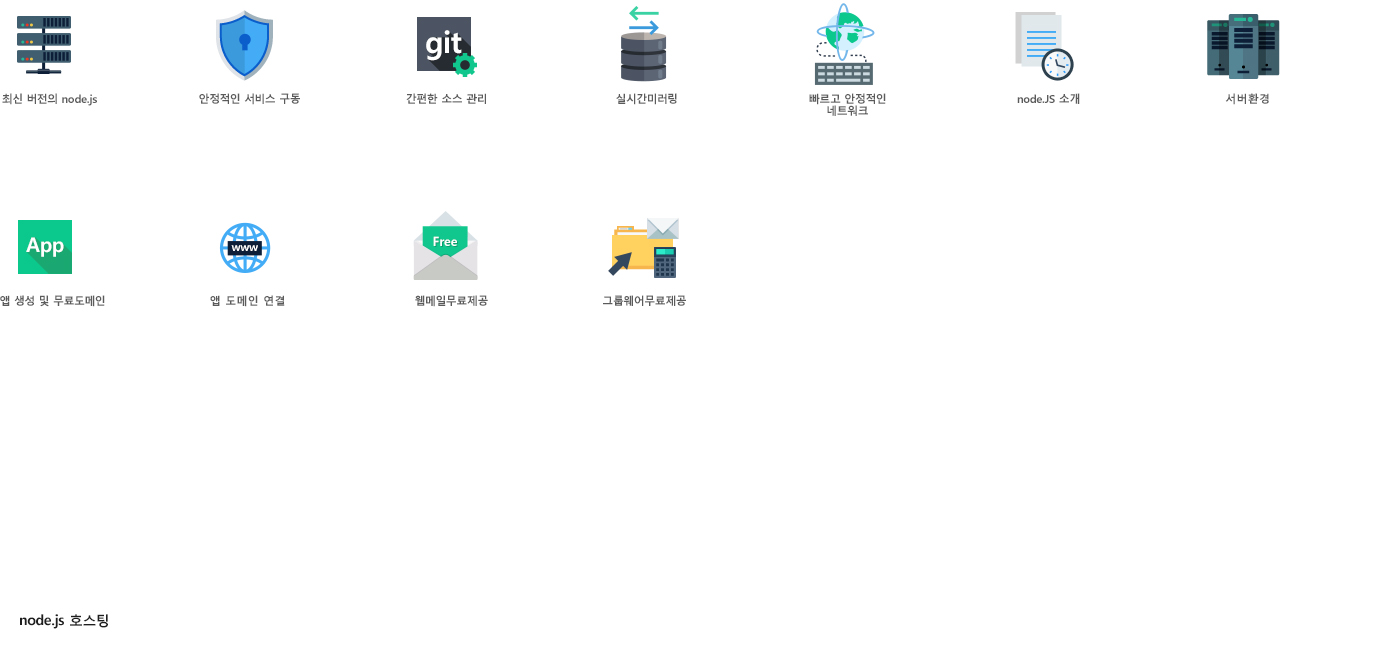 git
최신 버전의 node.js
안정적인 서비스 구동
간편한 소스 관리
실시간미러링
빠르고 안정적인
네트워크
node.JS 소개
서버환경
App
www
Free
앱 생성 및 무료도메인
앱 도메인 연결
웹메일무료제공
그룹웨어무료제공
node.js 호스팅